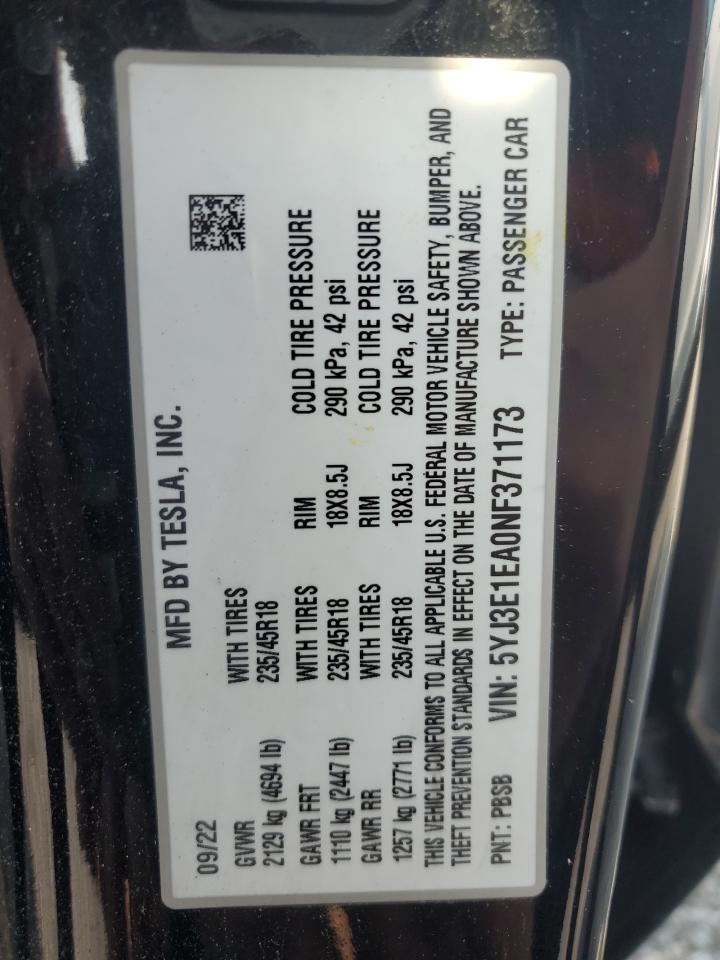 MFD BY TESLA, INC.
09/22
GVWR WITH TIRES
2129 kg (4694 lb) 235/45R18
GAWR FRT WITH TIRES RIM COLD TIRE PRESSURE
1110 kg (2447 lb) 235/45R18 18X8.5J 290 kPa, 42 psi
GAWR RR WITH TIRES RIM COLD TIRE PRESSURE
1257 kg (2771 lb) 235/45R18 18X8.5J 290 kPa, 42 psi
THIS VEHICLE CONFORMS TO ALL APPLICABLE U.S. FEDERAL MOTOR VEHICLE SAFETY, BUMPER, AND
THEFT PREVENTION STANDARDS IN EFFECT ON THE DATE OF MANUFACTURE SHOWN ABOVE.
PNT: PBSB VIN: 5YJ3E1EA0NF371173 TYPE: PASSENGER CAR